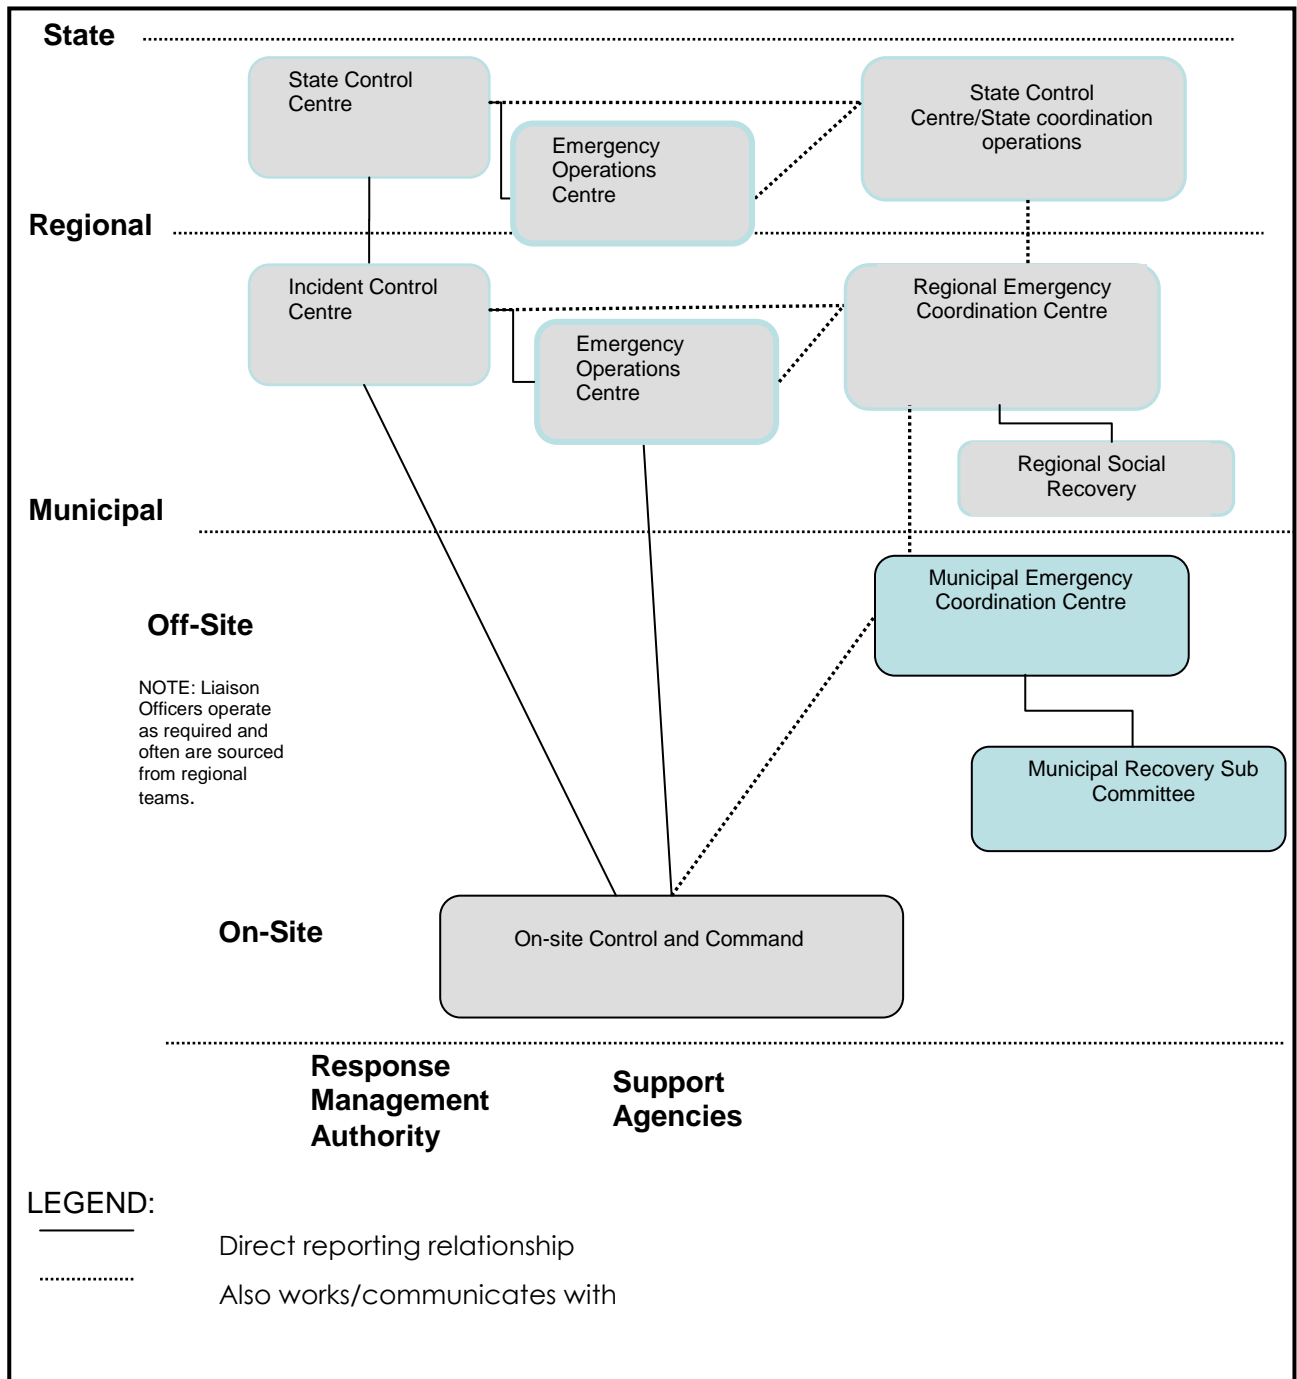 State
State Control
Centre
State Control
Centre/State coordination
operations
Emergency
Operations
Centre
Regional
Incident Control
Centre
Regional Emergency
Coordination Centre
Emergency
Operations
Centre
Regional Social
Recovery
Municipal
Municipal Emergency
Coordination Centre
Off-Site
NOTE: Liaison
Officers operate
as required and
often are sourced
from regional
teams.
Municipal Recovery Sub
Committee
On-Site
On-site Control and Command
Response
Management
Authority
Support
Agencies
LEGEND:
Direct reporting relationship
Also works/communicates with